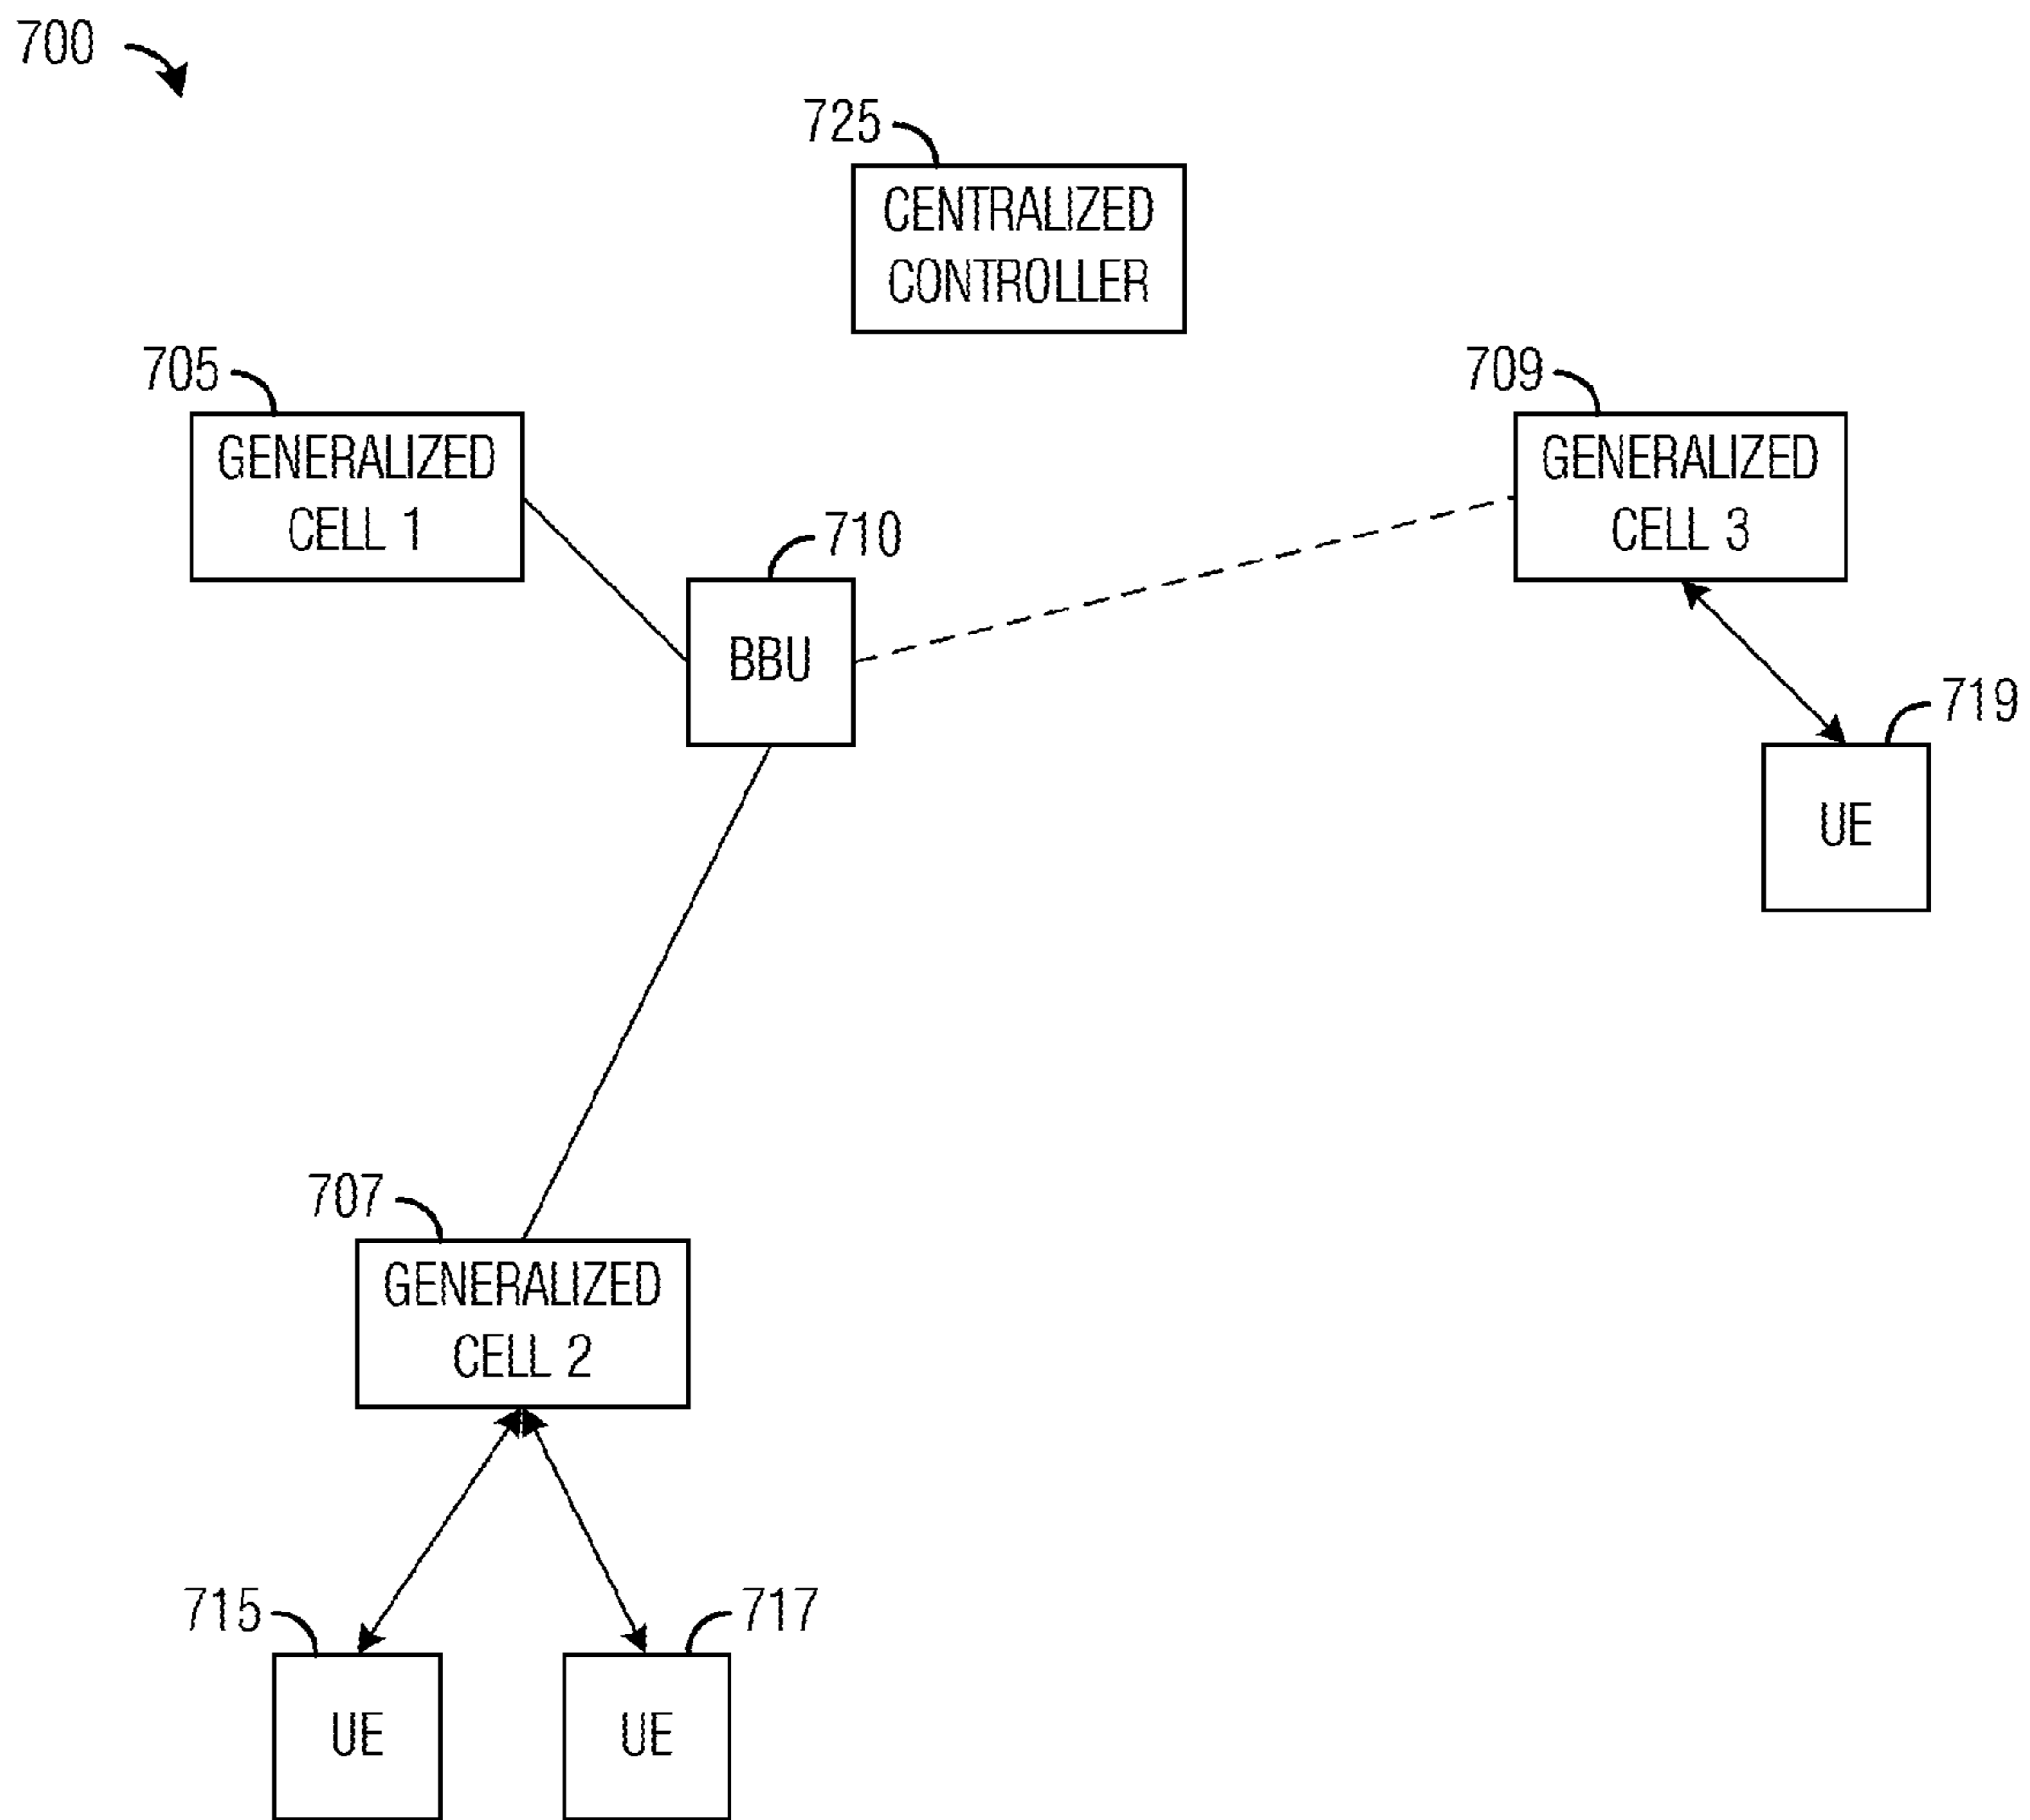 700
725
CENTRALIZED
CONTROLLER
705
GENERALIZED
CELL 1
709
GENERALIZED
CELL 3
710
BBU
719
UE
707
GENERALIZED
CELL 2
715
UE
717
UE